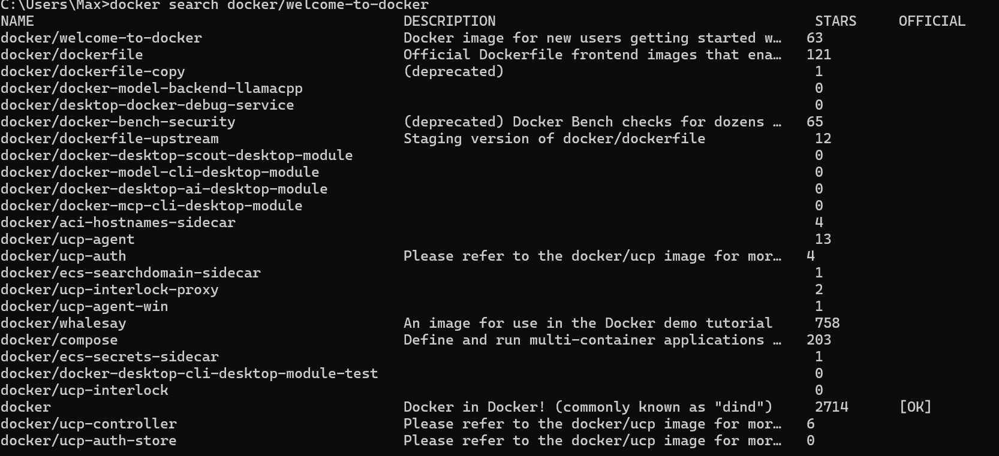 C:\Users\Max>docker search docker/welcome-to-docker
NAME DESCRIPTION STARS OFFICIAL
docker/welcome-to-docker Docker image for new users getting started w… 63
docker/dockerfile Official Dockerfile frontend images that ena… 121
docker/dockerfile-copy (deprecated) 1
docker/docker-model-backend-llamacpp 0
docker/desktop-docker-debug-service 0
docker/docker-bench-security (deprecated) Docker Bench checks for dozens … 65
docker/dockerfile-upstream Staging version of docker/dockerfile 12
docker/docker-desktop-scout-desktop-module 0
docker/docker-model-cli-desktop-module 0
docker/docker-desktop-ai-desktop-module 0
docker/docker-mcp-cli-desktop-module 0
docker/aci-hostnames-sidecar 4
docker/ucp-agent 13
docker/ucp-auth Please refer to the docker/ucp image for mor… 4
docker/ecs-searchdomain-sidecar 1
docker/ucp-interlock-proxy 2
docker/ucp-agent-win 1
docker/whalesay An image for use in the Docker demo tutorial 758
docker/compose Define and run multi-container applications … 203
docker/ecs-secrets-sidecar 1
docker/docker-desktop-cli-desktop-module-test 0
docker/ucp-interlock 0
docker Docker in Docker! (commonly known as "dind") 2714 [OK]
docker/ucp-controller Please refer to the docker/ucp image for mor… 6
docker/ucp-auth-store Please refer to the docker/ucp image for mor… 0